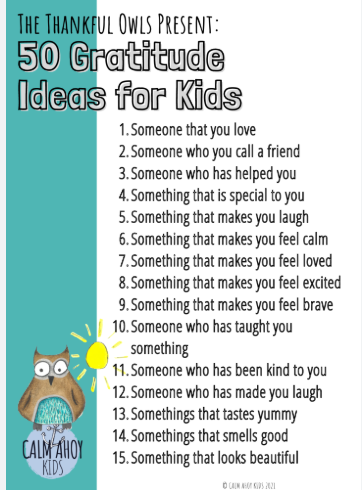 The Thankful Owls Present:
50 Gratitude
Ideas for Kids
1. Someone that you love
2. Someone who you call a friend
3. Someone who has helped you
4. Something that is special to you
5. Something that makes you laugh
6. Something that makes you feel calm
7. Something that makes you feel loved
8. Something that makes you feel excited
9. Something that makes you feel brave
10. Someone who has taught you
something
11. Someone who has been kind to you
12. Someone who has made you laugh
13. Somethings that tastes yummy
14. Somethings that smells good
15. Something that looks beautiful
CALM AHOY
KIDS
© CALM AHOY KIDS 2021